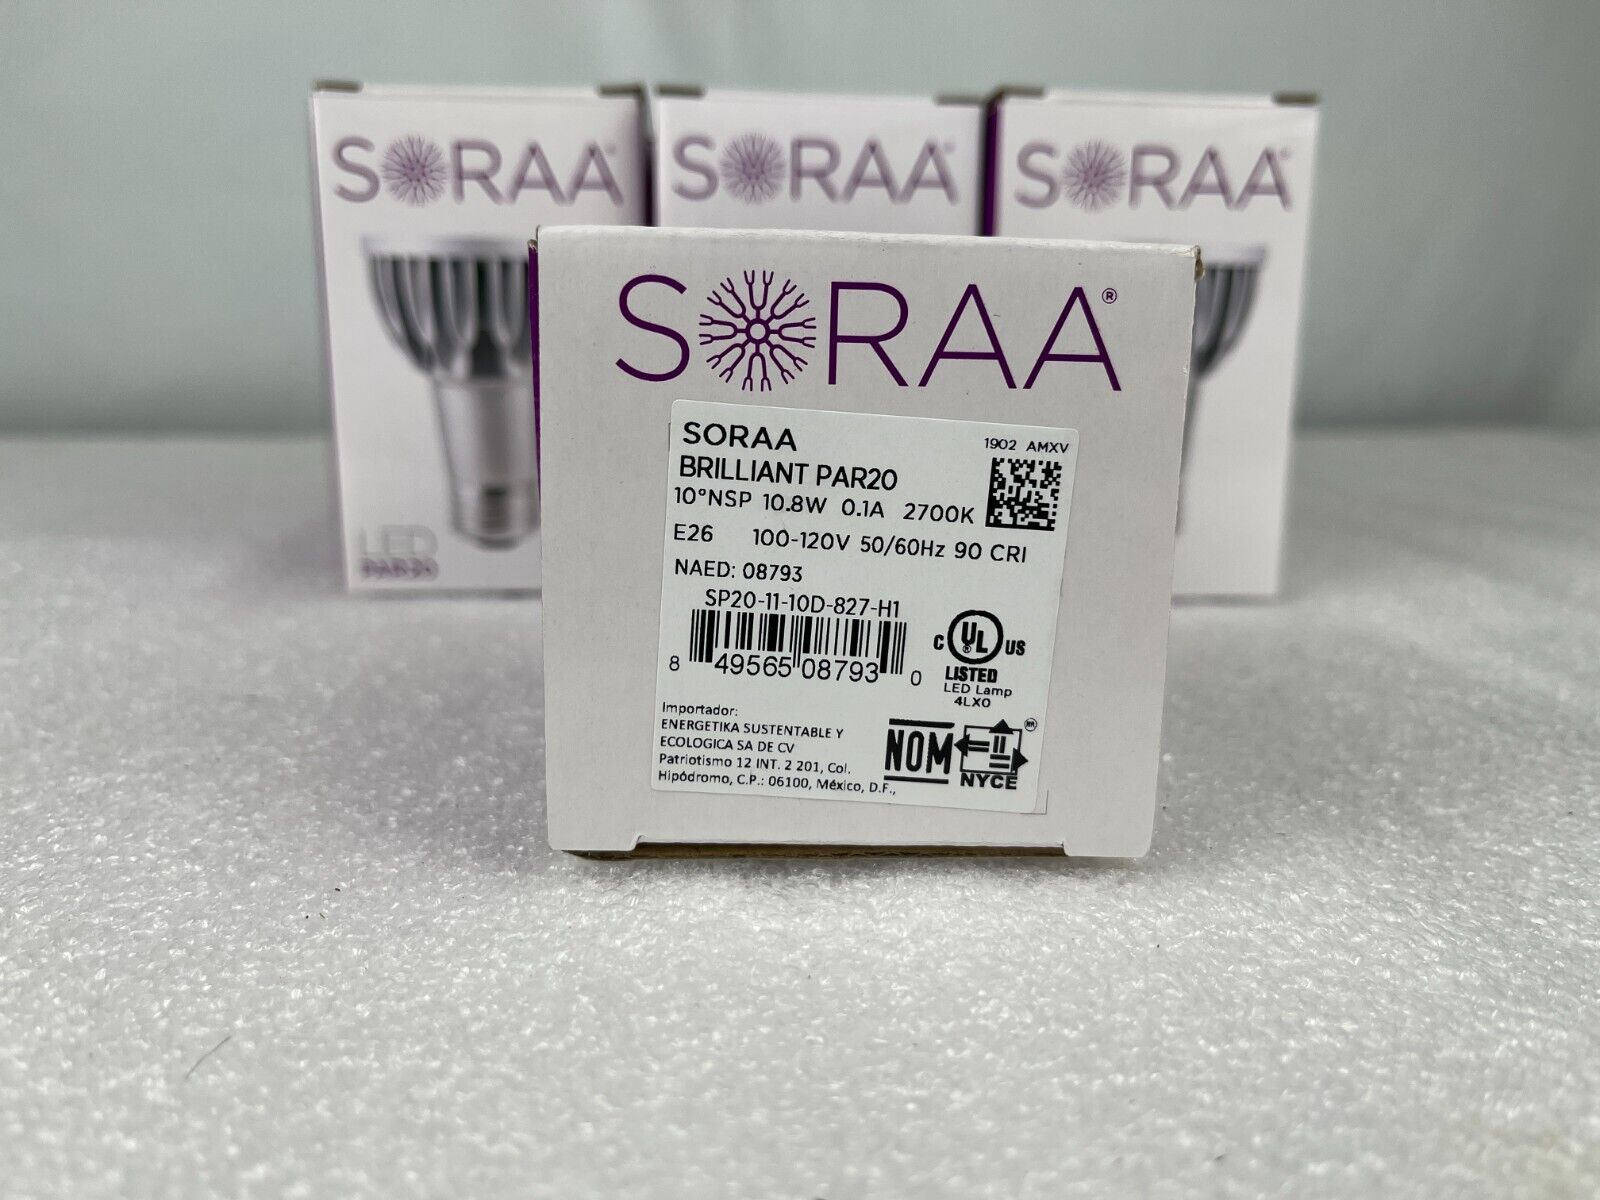 SORAA
SORAA
SORAA®
LED
PAR20
SORAA®
SORAA
1902 AMXV
BRILLIANT PAR20
10°NSP 10.8W 0.1A 2700K
E26 100-120V 50/60Hz 90 CRI
NAED: 08793
SP20-11-10D-827-H1
8 49565 08793 0
C UL® US
LISTED
LED Lamp
4LX0
Importador:
ENERGETIKA SUSTENTABLE Y
ECOLOGICA SA DE CV
Patriotismo 12 INT. 2 201, Col.
Hipódromo, C.P.: 06100, México, D.F.,
NOM
NYCE